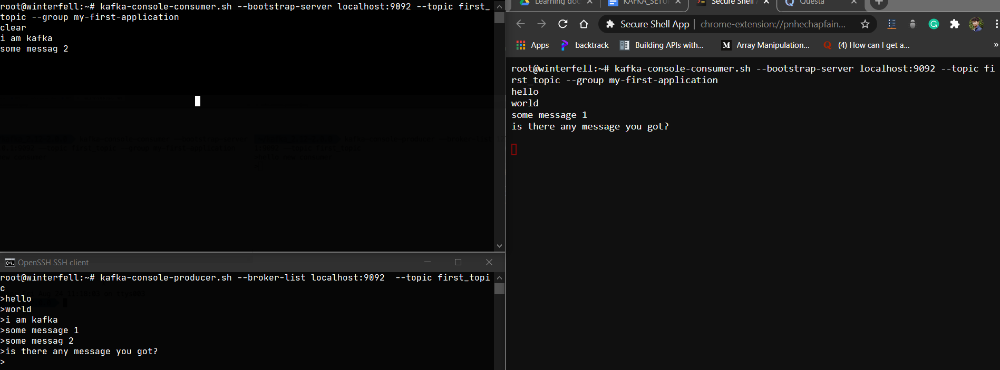 root@winterfell:~# kafka-console-consumer.sh --bootstrap-server localhost:9092 --topic first_
topic --group my-first-application
clear
i am kafka
some messag 2
OpenSSH SSH client
root@winterfell:~# kafka-console-producer.sh --broker-list localhost:9092  --topic first_topi
c
>hello
>world
>i am kafka
>some message 1
>some messag 2
>is there any message you got?
>
Learning doc
KAFKA_SETU
Secure Shell
Questa
Secure Shell App | chrome-extension://pnhechapfain...
Apps
backtrack
Building APIs with...
Array Manipulation...
(4) How can I get a...
»
root@winterfell:~# kafka-console-consumer.sh --bootstrap-server localhost:9092 --topic fi
rst_topic --group my-first-application
hello
world
some message 1
is there any message you got?